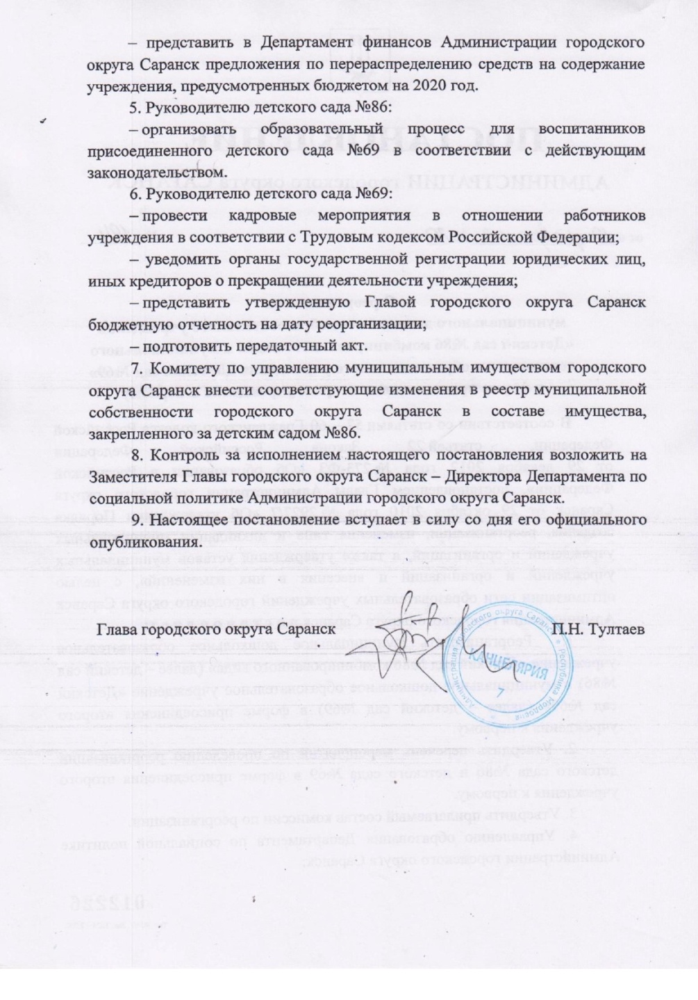 – представить в Департамент финансов Администрации городского
округа Саранск предложения по перераспределению средств на содержание
учреждения, предусмотренных бюджетом на 2020 год.
5. Руководителю детского сада №86:
– организовать образовательный процесс для воспитанников
присоединенного детского сада №69 в соответствии с действующим
законодательством.
6. Руководителю детского сада №69:
– провести кадровые мероприятия в отношении работников
учреждения в соответствии с Трудовым кодексом Российской Федерации;
– уведомить органы государственной регистрации юридических лиц,
иных кредиторов о прекращении деятельности учреждения;
– представить утвержденную Главой городского округа Саранск
бюджетную отчетность на дату реорганизации;
– подготовить передаточный акт.
7. Комитету по управлению муниципальным имуществом городского
округа Саранск внести соответствующие изменения в реестр муниципальной
собственности городского округа Саранск в составе имущества,
закрепленного за детским садом №86.
8. Контроль за исполнением настоящего постановления возложить на
Заместителя Главы городского округа Саранск – Директора Департамента по
социальной политике Администрации городского округа Саранск.
9. Настоящее постановление вступает в силу со дня его официального
опубликования.
Глава городского округа Саранск П.Н. Тултаев
Администрация городского округа Саранск * Республика Мордовия
КАНЦЕЛЯРИЯ
7